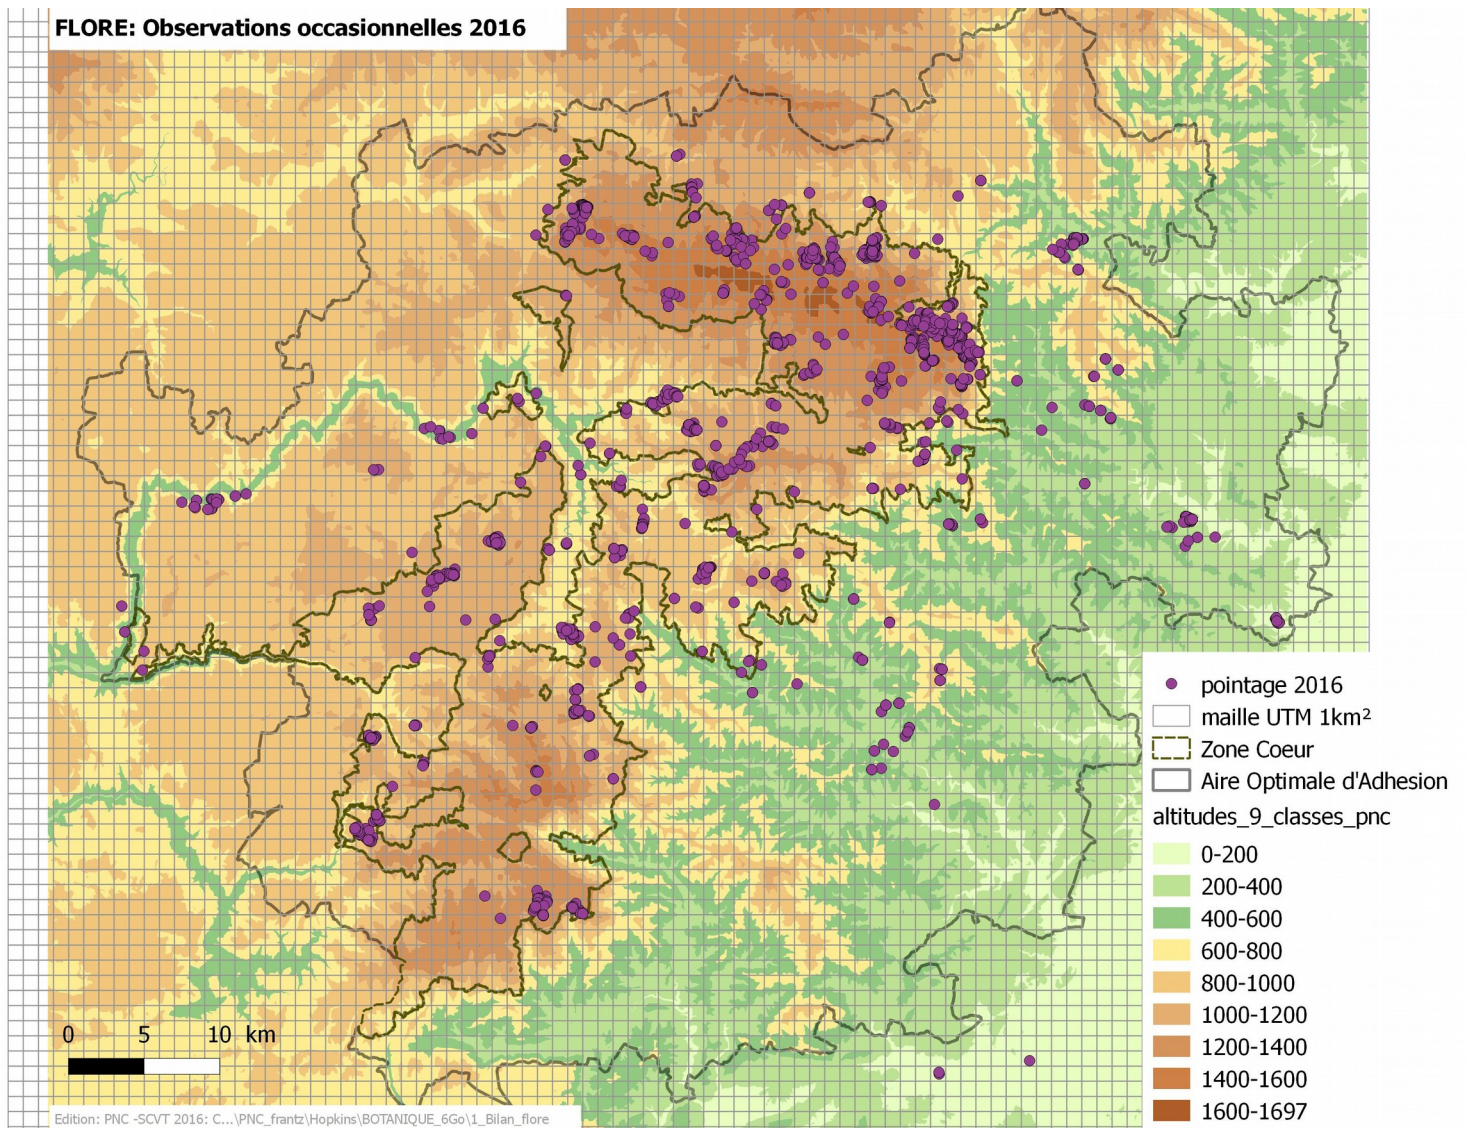 FLORE: Observations occasionnelles 2016
pointage 2016
maille UTM 1km²
Zone Coeur
Aire Optimale d'Adhesion
altitudes_9_classes_pnc
0-200
200-400
400-600
600-800
800-1000
1000-1200
1200-1400
1400-1600
1600-1697
0 5 10 km
Edition: PNC -SCVT 2016: C...\PNC_frantz\Hopkins\BOTANIQUE_6Go\1_Bilan_flore